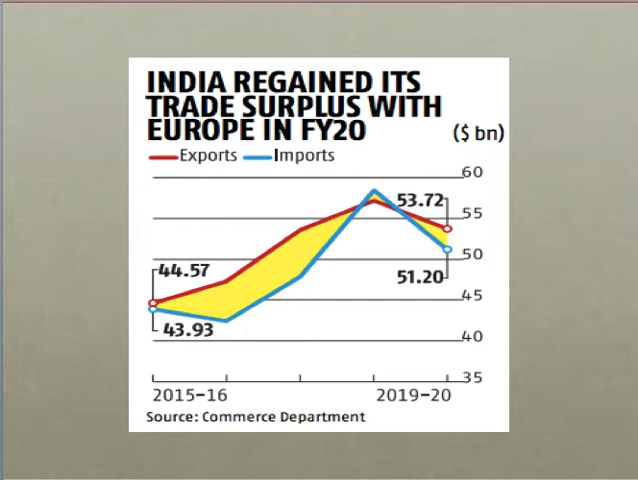 INDIA REGAINED ITS
TRADE SURPLUS WITH
EUROPE IN FY20 ($ bn)
Exports Imports
60
53.72
55
50
44.57
51.20
45
43.93
40
35
2015-16 2019-20
Source: Commerce Department